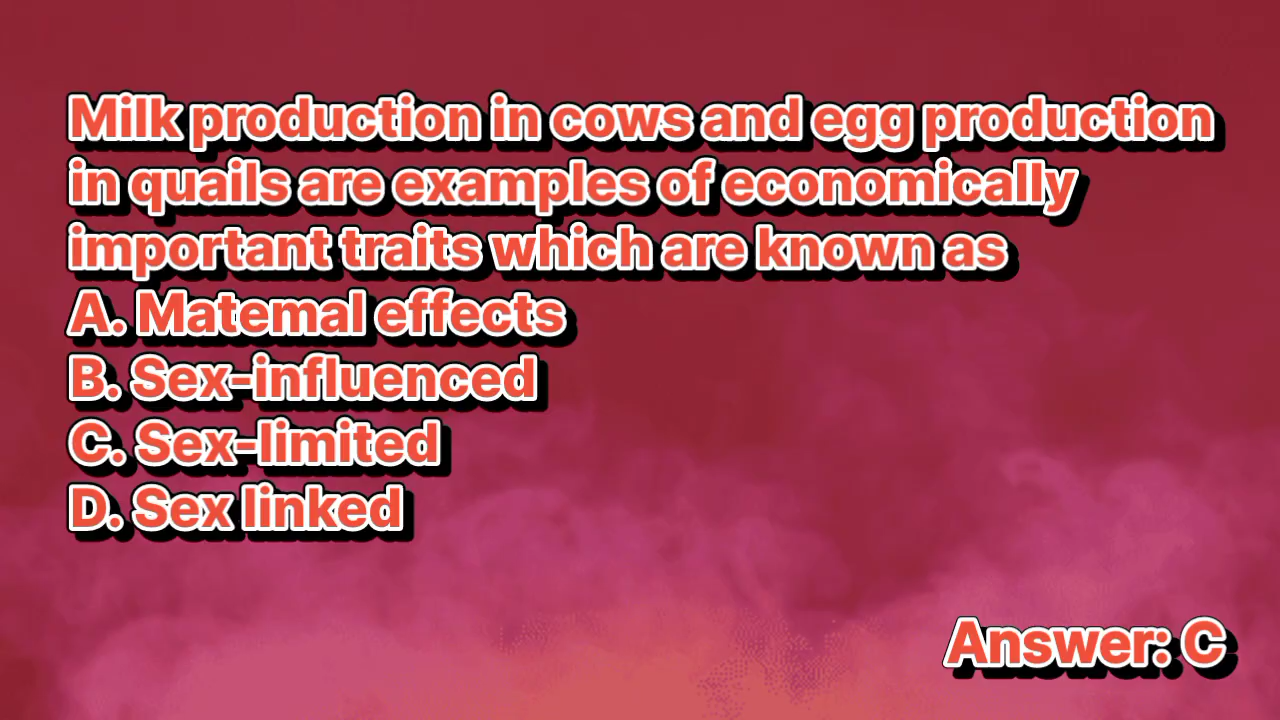 Milk production in cows and egg production
in quails are examples of economically
important traits which are known as
A. Matemal effects
B. Sex-influenced
C. Sex-limited
D. Sex linked
Answer: C